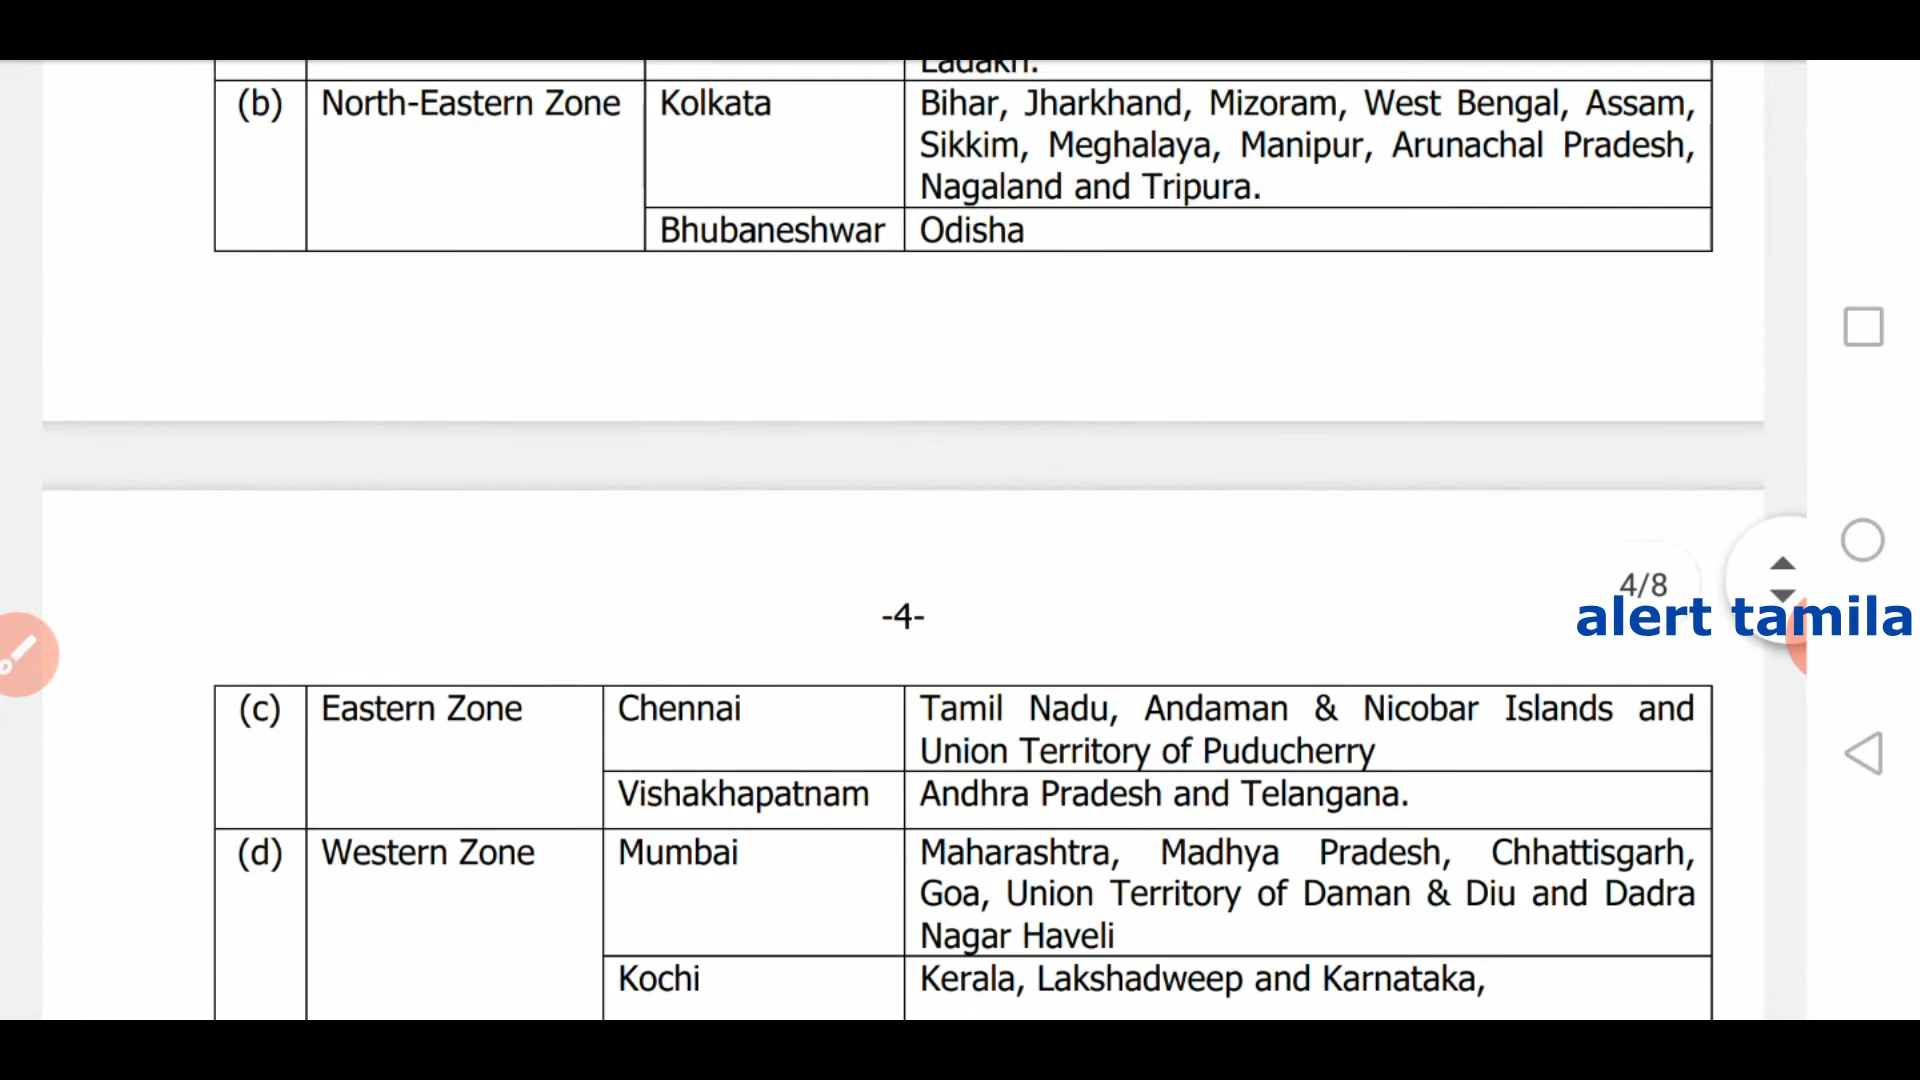 Ladakh.
(b) North-Eastern Zone Kolkata Bihar, Jharkhand, Mizoram, West Bengal, Assam,
Sikkim, Meghalaya, Manipur, Arunachal Pradesh,
Nagaland and Tripura.
Bhubaneshwar Odisha
4/8
-4-
alert tamila
(c) Eastern Zone Chennai Tamil Nadu, Andaman & Nicobar Islands and
Union Territory of Puducherry
Vishakhapatnam Andhra Pradesh and Telangana.
(d) Western Zone Mumbai Maharashtra, Madhya Pradesh, Chhattisgarh,
Goa, Union Territory of Daman & Diu and Dadra
Nagar Haveli
Kochi Kerala, Lakshadweep and Karnataka,